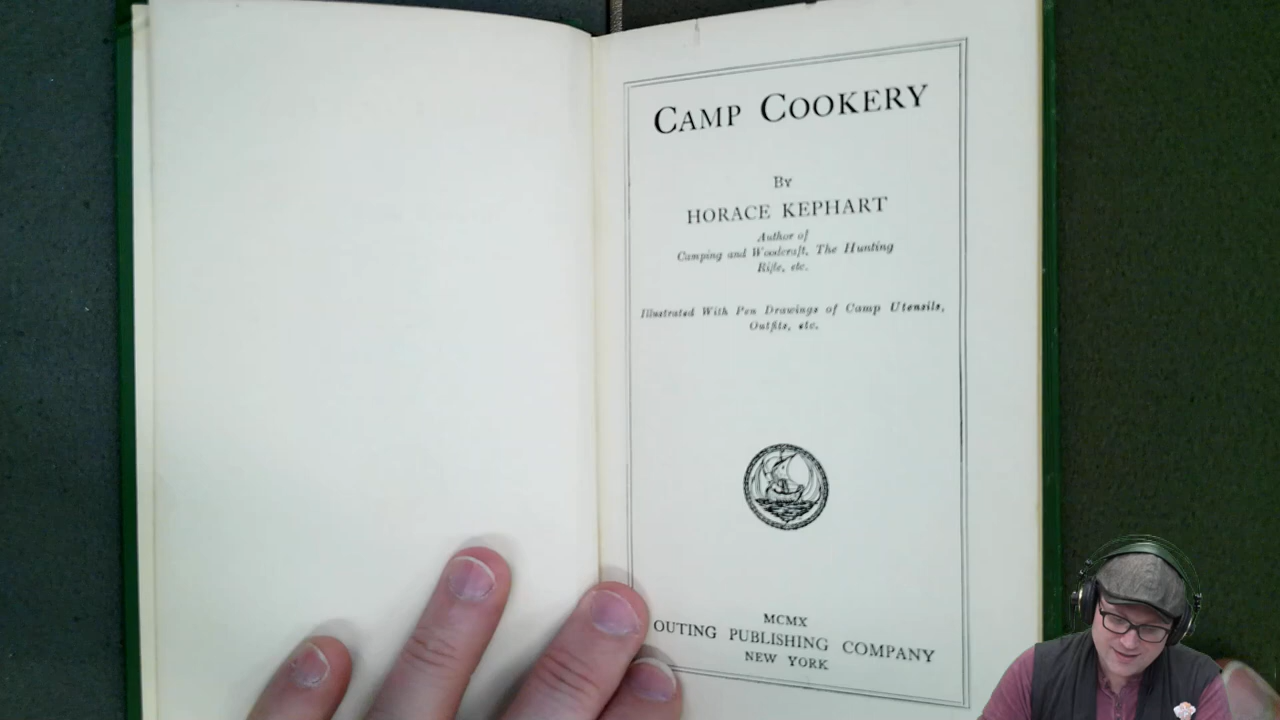 CAMP COOKERY
BY
HORACE KEPHART
Author of
Camping and Woodcraft, The Hunting
Rifle, etc.
Illustrated With Pen Drawings of Camp Utensils,
Outfits, etc.
MCMX
OUTING PUBLISHING COMPANY
NEW YORK